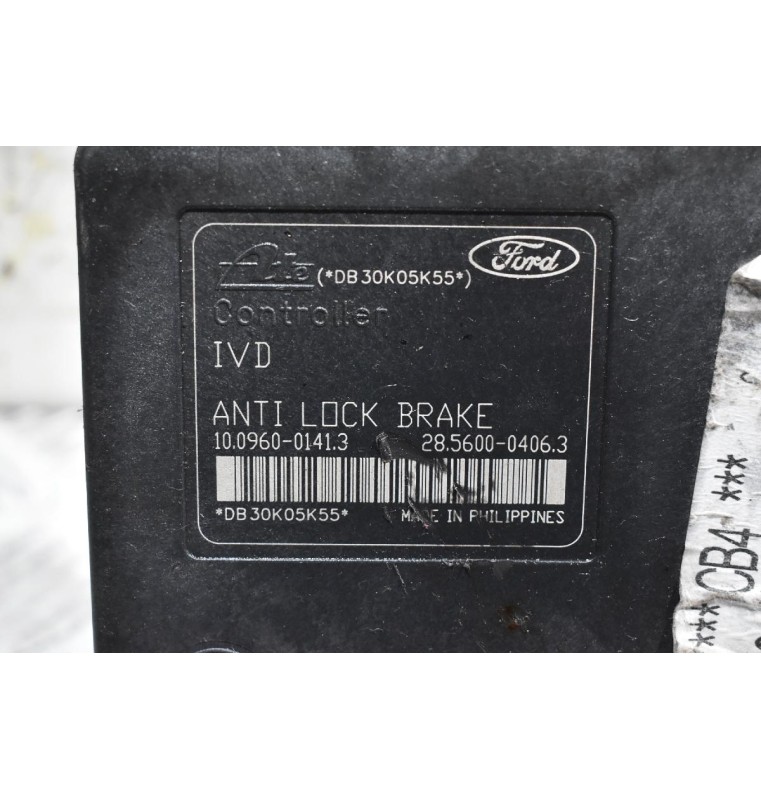 Ate (*DB30K05K55*) Ford
Controller
IVD
ANTI LOCK BRAKE
10.0960-0141.3 28.5600-0406.3
*DB30K05K55* MADE IN PHILIPPINES
*** CB4 ***